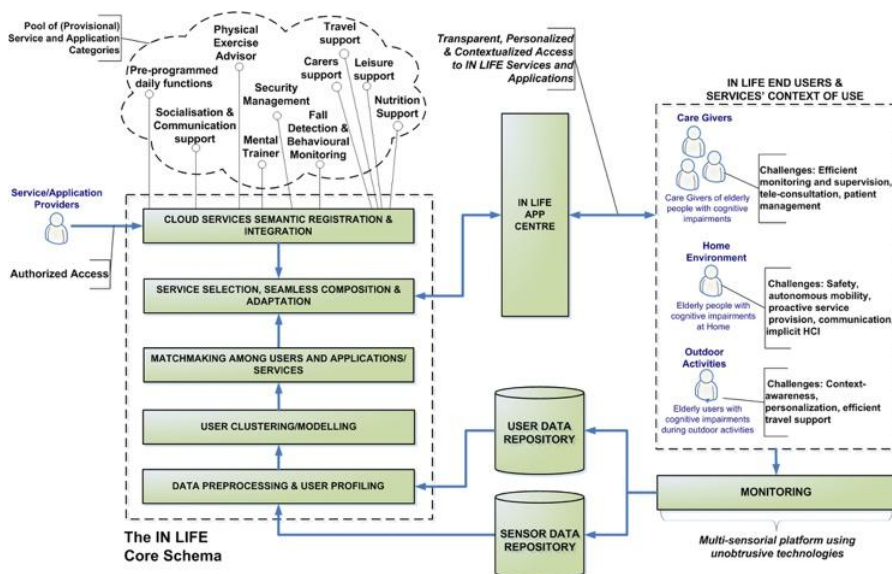 Pool of (Provisional)
Service and Application
Categories
Pre-programmed
daily functions
Physical
Exercise
Advisor
Socialisation &
Communication
support
Security
Management
Mental
Trainer
Travel
support
Carers
support
Leisure
support
Fall
Detection &
Behavioural
Monitoring
Nutrition
Support
Transparent, Personalized
& Contextualized Access
to IN LIFE Services and
Applications
Service/Application
Providers
Authorized Access
CLOUD SERVICES SEMANTIC REGISTRATION &
INTEGRATION
SERVICE SELECTION, SEAMLESS COMPOSITION &
ADAPTATION
MATCHMAKING AMONG USERS AND APPLICATIONS/
SERVICES
USER CLUSTERING/MODELLING
DATA PREPROCESSING & USER PROFILING
The IN LIFE
Core Schema
IN LIFE
APP
CENTRE
USER DATA
REPOSITORY
SENSOR DATA
REPOSITORY
IN LIFE END USERS &
SERVICES' CONTEXT OF USE
Care Givers
Care Givers of elderly
people with cognitive
impairments
Challenges: Efficient
monitoring and supervision,
tele-consultation, patient
management
Home
Environment
Elderly people with
cognitive impairments
at Home
Challenges: Safety,
autonomous mobility,
proactive service
provision, communication,
implicit HCI
Outdoor
Activities
Elderly users with
cognitive impairments
during outdoor activities
Challenges: Context-
awareness,
personalization, efficient
travel support
MONITORING
Multi-sensorial platform using
unobtrusive technologies